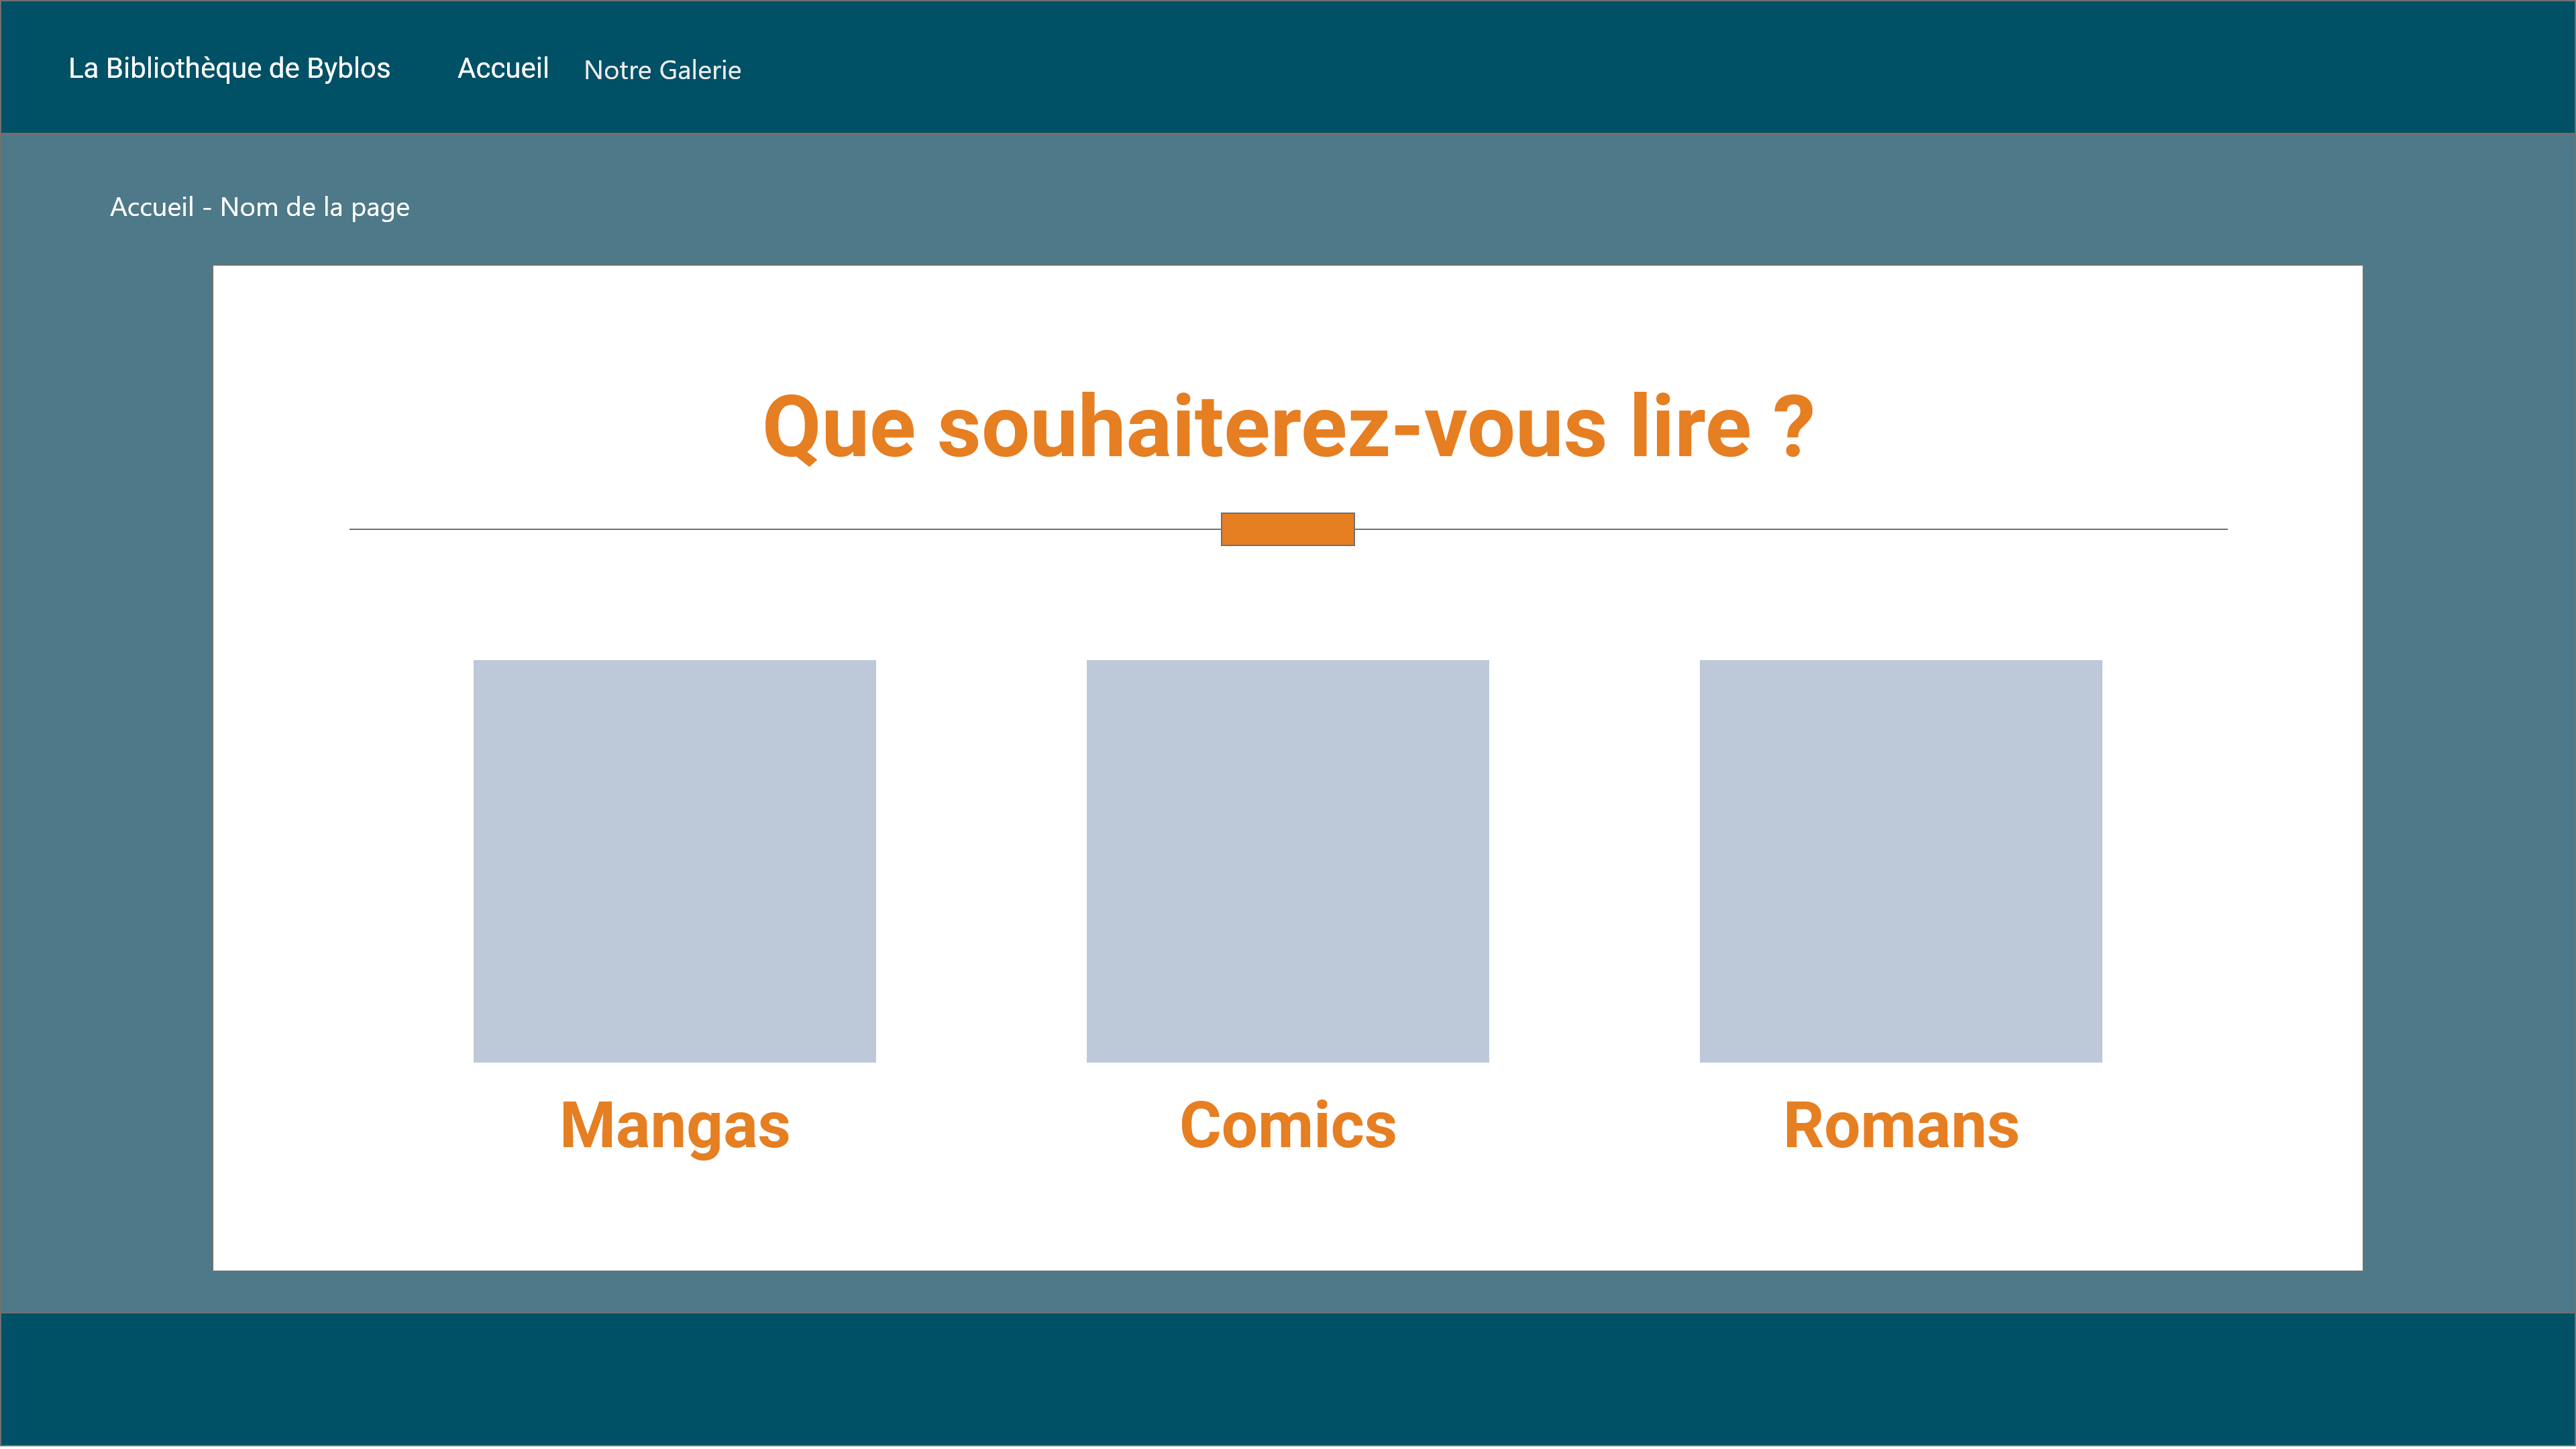 La Bibliothèque de Byblos Accueil Notre Galerie
Accueil - Nom de la page
Que souhaiterez-vous lire ?
Mangas Comics Romans